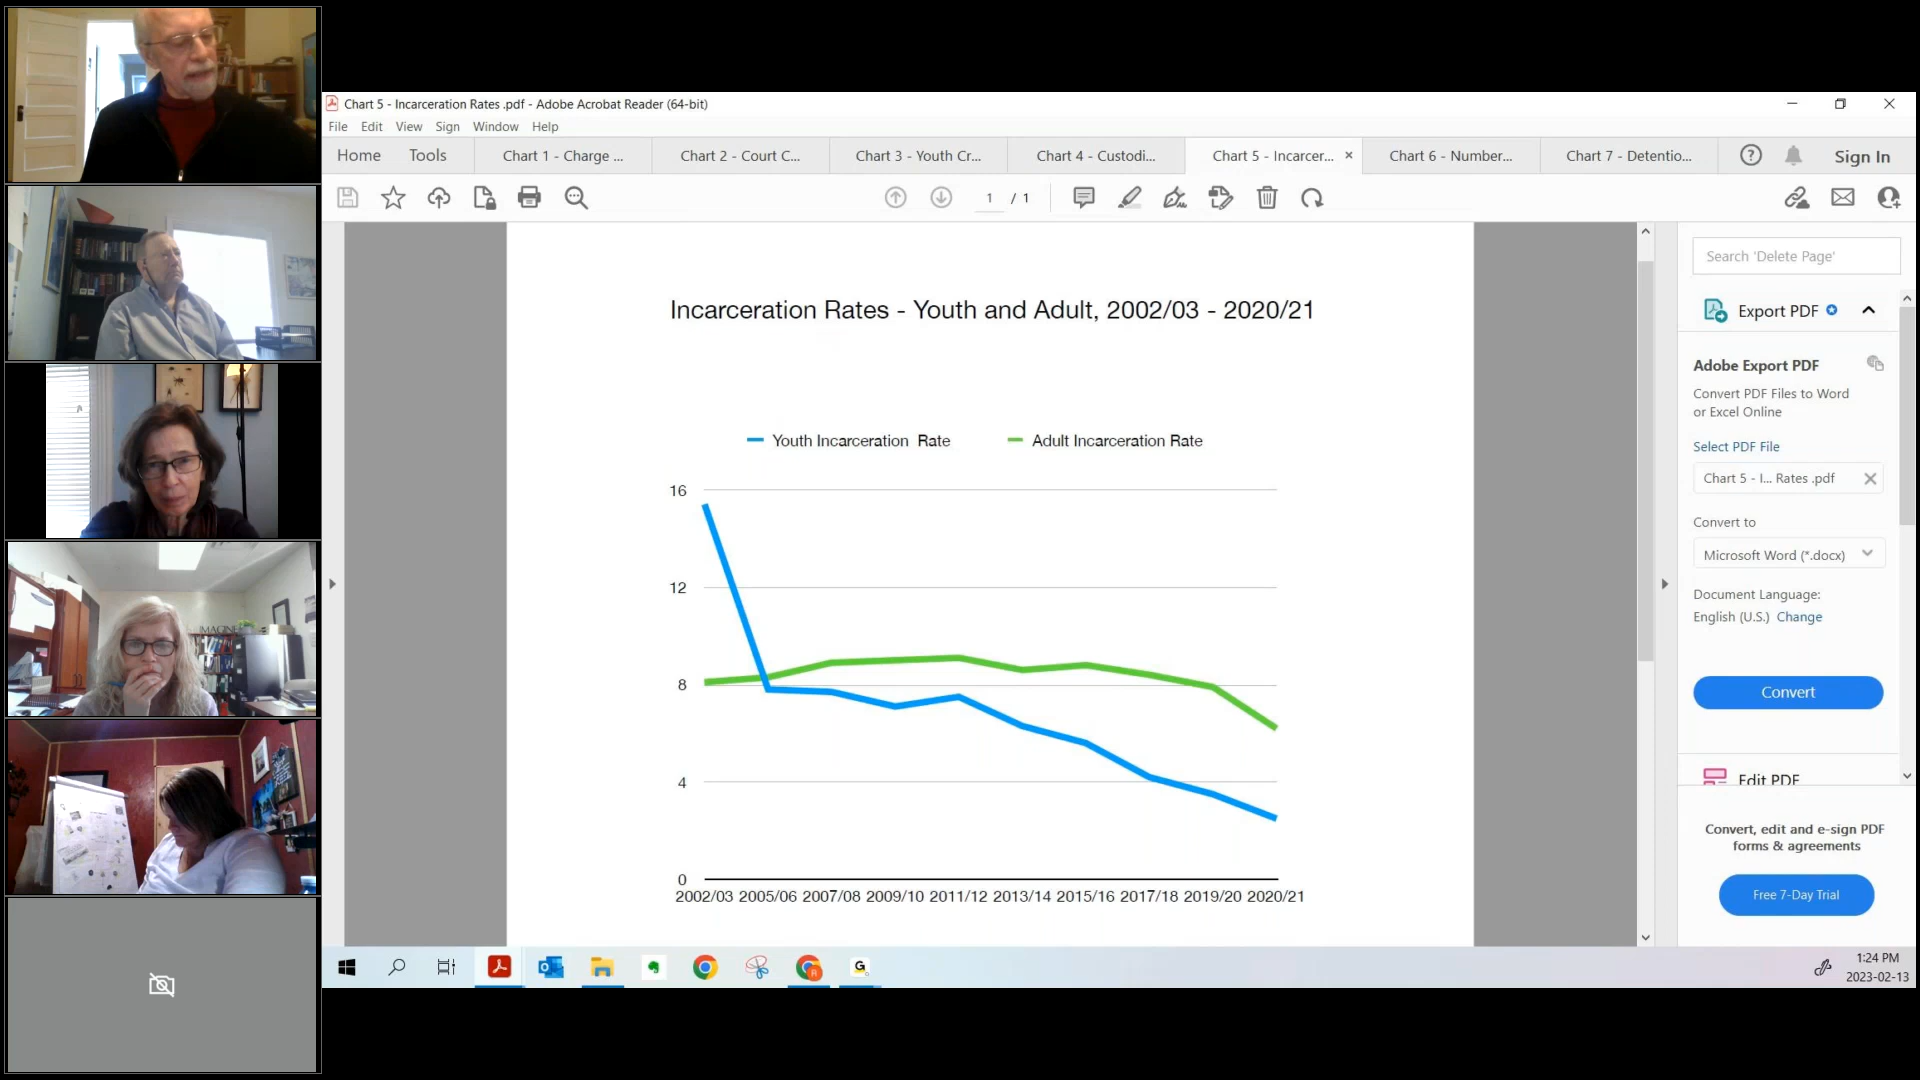 Chart 5 - Incarceration Rates .pdf - Adobe Acrobat Reader (64-bit)
File Edit View Sign Window Help
Home Tools Chart 1 - Charge ... Chart 2 - Court C... Chart 3 - Youth Cr... Chart 4 - Custodi... Chart 5 - Incarcer... × Chart 6 - Number... Chart 7 - Detentio... Sign In
1 / 1
Search 'Delete Page'
Incarceration Rates - Youth and Adult, 2002/03 - 2020/21
Export PDF
Adobe Export PDF
Convert PDF Files to Word
or Excel Online
Youth Incarceration Rate Adult Incarceration Rate
Select PDF File
Chart 5 - I... Rates .pdf
16
Convert to
Microsoft Word (*.docx)
12
Document Language:
English (U.S.) Change
IMAGINE
8
Convert
4
Edit PDF
Convert, edit and e-sign PDF
forms & agreements
0
2002/03 2005/06 2007/08 2009/10 2011/12 2013/14 2015/16 2017/18 2019/20 2020/21
Free 7-Day Trial
1:24 PM
2023-02-13